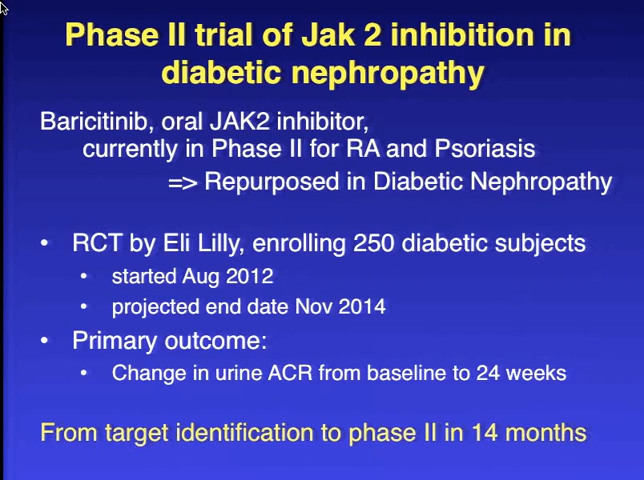 Phase II trial of Jak 2 inhibition in
diabetic nephropathy
Baricitinib, oral JAK2 inhibitor,
currently in Phase II for RA and Psoriasis
=> Repurposed in Diabetic Nephropathy
• RCT by Eli Lilly, enrolling 250 diabetic subjects
• started Aug 2012
• projected end date Nov 2014
• Primary outcome:
• Change in urine ACR from baseline to 24 weeks
From target identification to phase II in 14 months